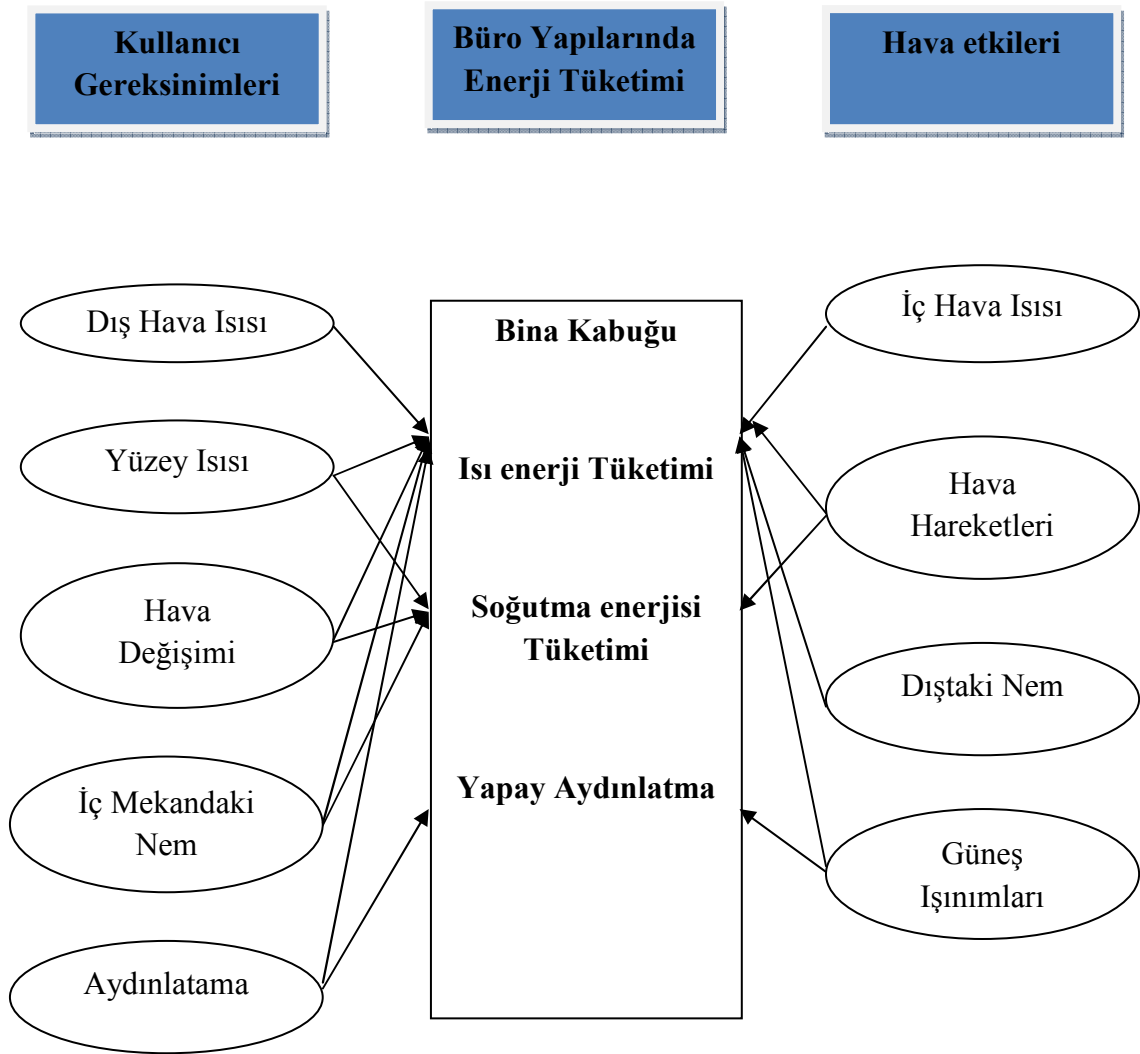 Kullanıcı
Gereksinimleri
Büro Yapılarında
Enerji Tüketimi
Hava etkileri
Dış Hava Isısı
Yüzey Isısı
Hava
Değişimi
İç Mekandaki
Nem
Aydınlatama
Bina Kabuğu
Isı enerji Tüketimi
Soğutma enerjisi
Tüketimi
Yapay Aydınlatma
İç Hava Isısı
Hava
Hareketleri
Dıştaki Nem
Güneş
Işınımları